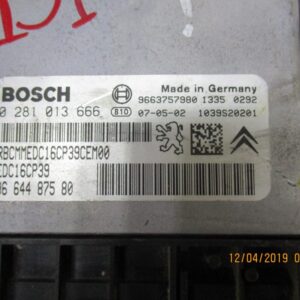 BOSCH
Made in Germany
9663757980 1335 0292
0 281 013 666 B10 07-05-02 1039S20201
RBCMMEDC16CP39CEM00
EDC16CP39
96 644 875 80
12/04/2019